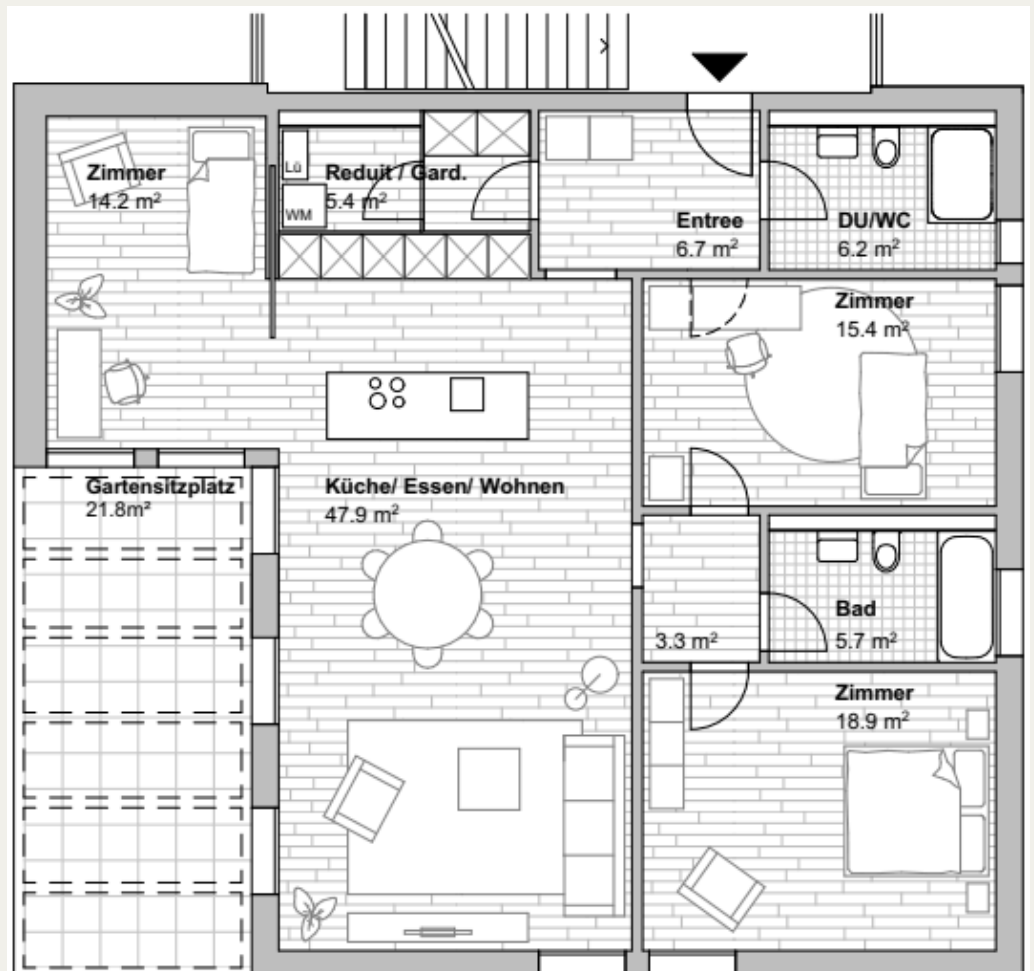 Zimmer
14.2 m²
Lü
WM
Reduit / Gard.
5.4 m²
Entree
6.7 m²
DU/WC
6.2 m²
Zimmer
15.4 m²
Gartensitzplatz
21.8m²
Küche/ Essen/ Wohnen
47.9 m²
3.3 m²
Bad
5.7 m²
Zimmer
18.9 m²